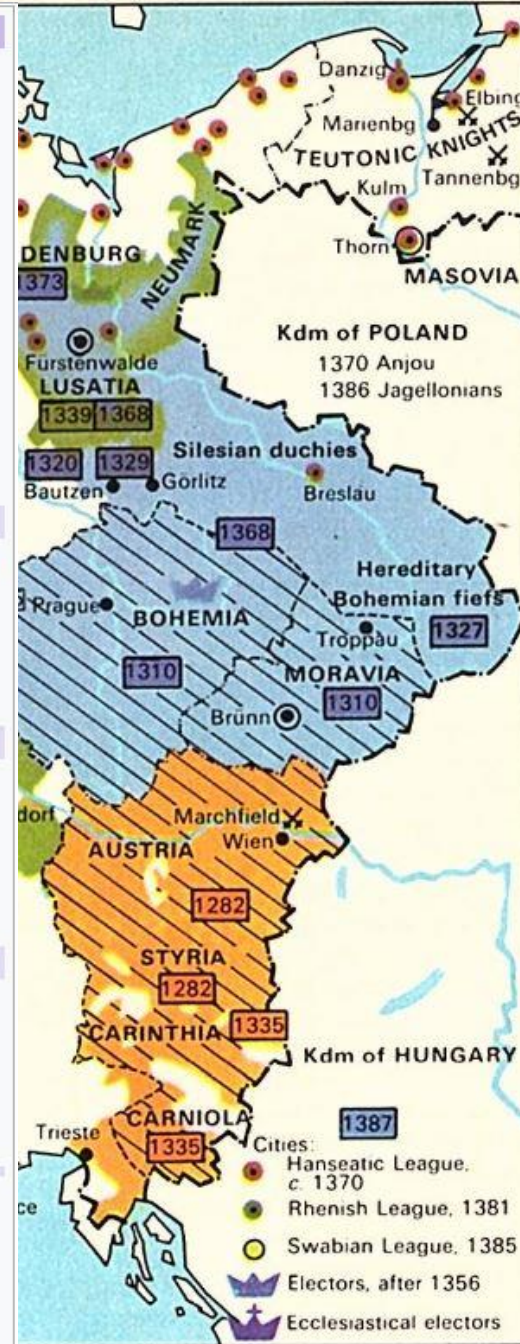 Danzig
Elbing
Marienbg
TEUTONIC KNIGHTS
Tannenbg
Kulm
Thorn
MASOVIA
DENBURG
NEUMARK
1373
Kdm of POLAND
1370 Anjou
1386 Jagellonians
Fürstenwalde
LUSATIA
1339 1368
Silesian duchies
1320 1329
Bautzen Görlitz
Breslau
1368
Hereditary
Bohemian fiefs
Prague
BOHEMIA
Troppau
1327
1310
MORAVIA
1310
Brünn
dorf
Marchfield
Wien
AUSTRIA
1282
STYRIA
1282
CARINTHIA
1335
Kdm of HUNGARY
CARNIOLA
1387
Trieste
1335
Cities:
Hanseatic League,
c. 1370
ce
Rhenish League, 1381
Swabian League, 1385
Electors, after 1356
Ecclesiastical electors